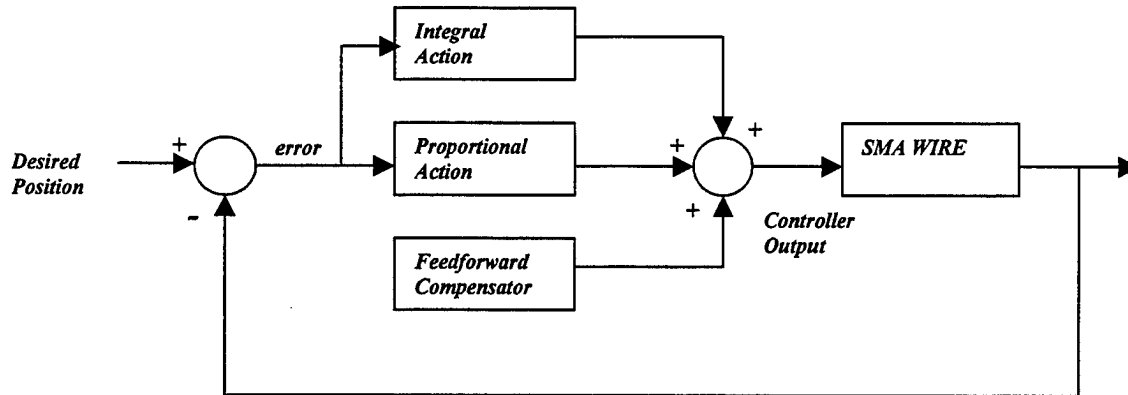 Integral
Action
+
+
error
Proportional
Action
+
SMA WIRE
Desired
Position
-
+
Controller
Output
Feedforward
Compensator